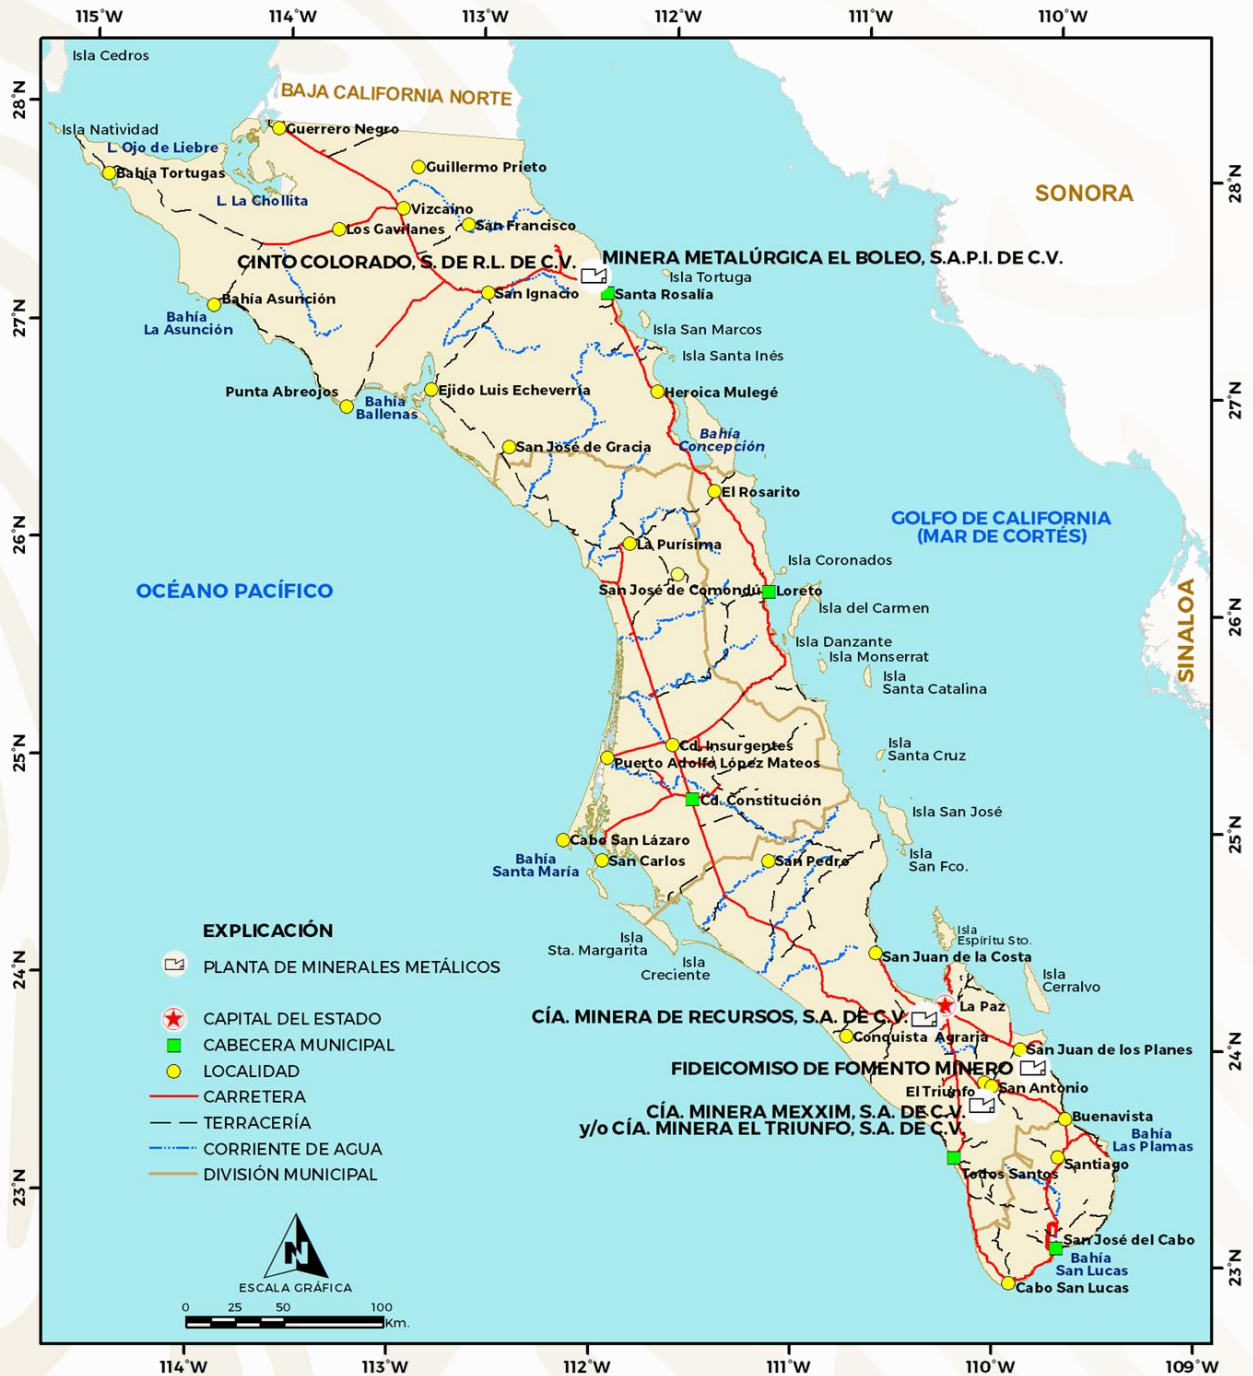 115°W 114°W 113°W 112°W 111°W 110°W
Isla Cedros
28°N
BAJA CALIFORNIA NORTE
Isla Natividad
Guerrero Negro
L. Ojo de Liebre
Bahía Tortugas
Guillermo Prieto
28°N
SONORA
L. La Chollita
Vizcaíno
Los Gavilanes
San Francisco
CINTO COLORADO, S. DE R.L. DE C.V.
MINERA METALÚRGICA EL BOLEO, S.A.P.I. DE C.V.
Isla Tortuga
San Ignacio
Santa Rosalía
Bahía Asunción
27°N
Bahía
La Asunción
Isla San Marcos
Isla Santa Inés
Punta Abreojos
Ejido Luis Echeverría
Heroica Mulegé
27°N
Bahía
Ballenas
Bahía
Concepción
San José de Gracia
El Rosarito
GOLFO DE CALIFORNIA
(MAR DE CORTÉS)
26°N
La Purísima
Isla Coronados
OCÉANO PACÍFICO
San José de Comondú
Loreto
Isla del Carmen
26°N
SINALOA
Isla Danzante
Isla Monserrat
Isla
Santa Catalina
25°N
Cd. Insurgentes
Isla
Santa Cruz
Puerto Adolfo López Mateos
Cd. Constitución
Isla San José
25°N
Cabo San Lázaro
Bahía
Santa María
San Carlos
San Pedro
Isla
San Fco.
EXPLICACIÓN
PLANTA DE MINERALES METÁLICOS
CAPITAL DEL ESTADO
CABECERA MUNICIPAL
LOCALIDAD
CARRETERA
TERRACERÍA
CORRIENTE DE AGUA
DIVISIÓN MUNICIPAL
Isla
Sta. Margarita
Isla
Creciente
Isla
Espíritu Sto.
San Juan de la Costa
24°N
Isla
Cerralvo
La Paz
CÍA. MINERA DE RECURSOS, S.A. DE C.V.
Conquista Agraria
San Juan de los Planes
24°N
FIDEICOMISO DE FOMENTO MINERO
El Triunfo
San Antonio
CÍA. MINERA MEXXIM, S.A. DE C.V.
y/o CÍA. MINERA EL TRIUNFO, S.A. DE C.V.
Buenavista
Bahía
Las Plamas
Santiago
Todos Santos
23°N
San José del Cabo
Bahía
San Lucas
23°N
Cabo San Lucas
N
ESCALA GRÁFICA
0 25 50 100
Km.
114°W 113°W 112°W 111°W 110°W 109°W